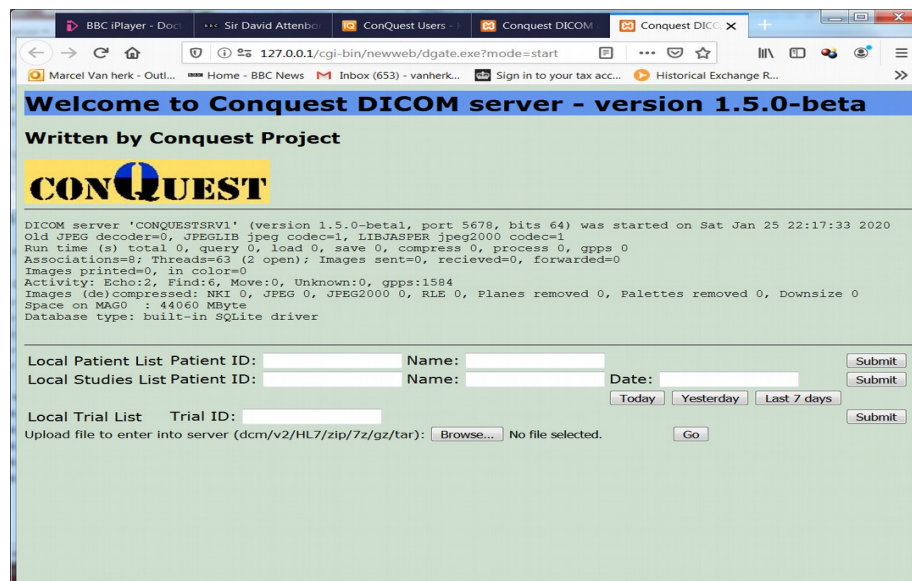 BBC iPlayer - Doc
Sir David Attenbo
ConQuest Users -
Conquest DICOM
Conquest DICC
127.0.0.1/cgi-bin/newweb/dgate.exe?mode=start
Marcel Van herk - Outl...
Home - BBC News
Inbox (653) - vanherk...
Sign in to your tax acc...
Historical Exchange R...
Welcome to Conquest DICOM server - version 1.5.0-beta
Written by Conquest Project
CONQUEST
DICOM server 'CONQUESTSRV1' (version 1.5.0-beta1, port 5678, bits 64) was started on Sat Jan 25 22:17:33 2020
Old JPEG decoder=0, JPEGLIB jpeg codec=1, LIBJASPER jpeg2000 codec=1
Run time (s) total 0, query 0, load 0, save 0, compress 0, process 0, gpps 0
Associations=8; Threads=63 (2 open); Images sent=0, recieved=0, forwarded=0
Images printed=0, in color=0
Activity: Echo:2, Find:6, Move:0, Unknown:0, gpps:1584
Images (de)compressed: NKI 0, JPEG 0, JPEG2000 0, RLE 0, Planes removed 0, Palettes removed 0, Downsize 0
Space on MAG0 : 44060 MByte
Database type: built-in SQLite driver
Local Patient List Patient ID: Name: Submit
Local Studies List Patient ID: Name: Date: Submit
Today Yesterday Last 7 days
Local Trial List Trial ID: Submit
Upload file to enter into server (dcm/v2/HL7/zip/7z/gz/tar): Browse... No file selected. Go